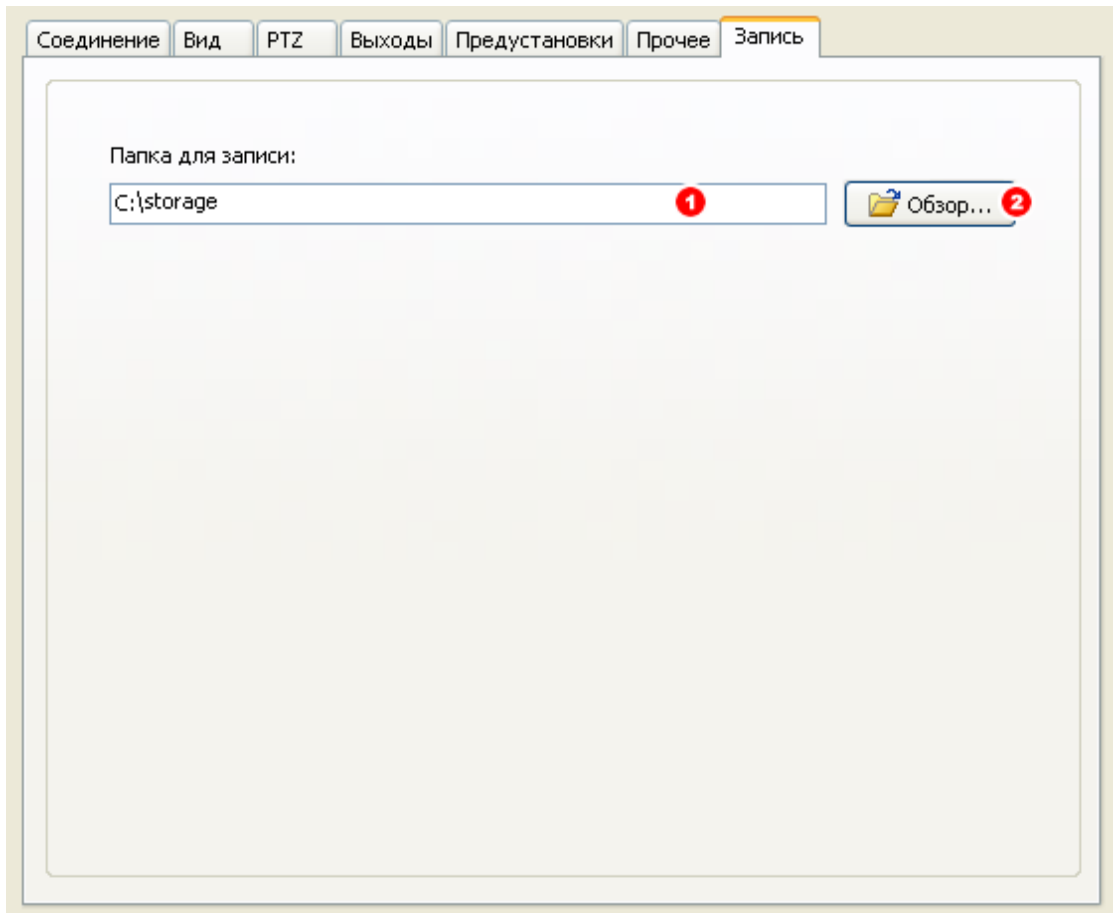 Соединение Вид PTZ Выходы Предустановки Прочее Запись
Папка для записи:
C:\storage 1 Обзор... 2